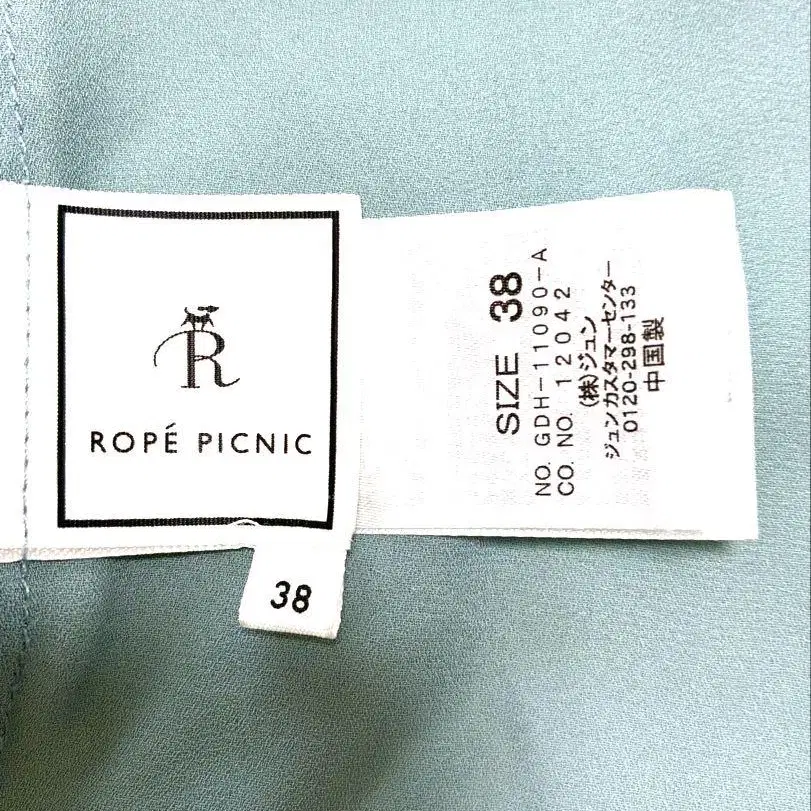 R
ROPÉ PICNIC
38
SIZE 38
NO. GDH-11090-A
CO. NO. 12042
(株)ジュン
ジュンカスタマーセンター
0120-298-133
中国製